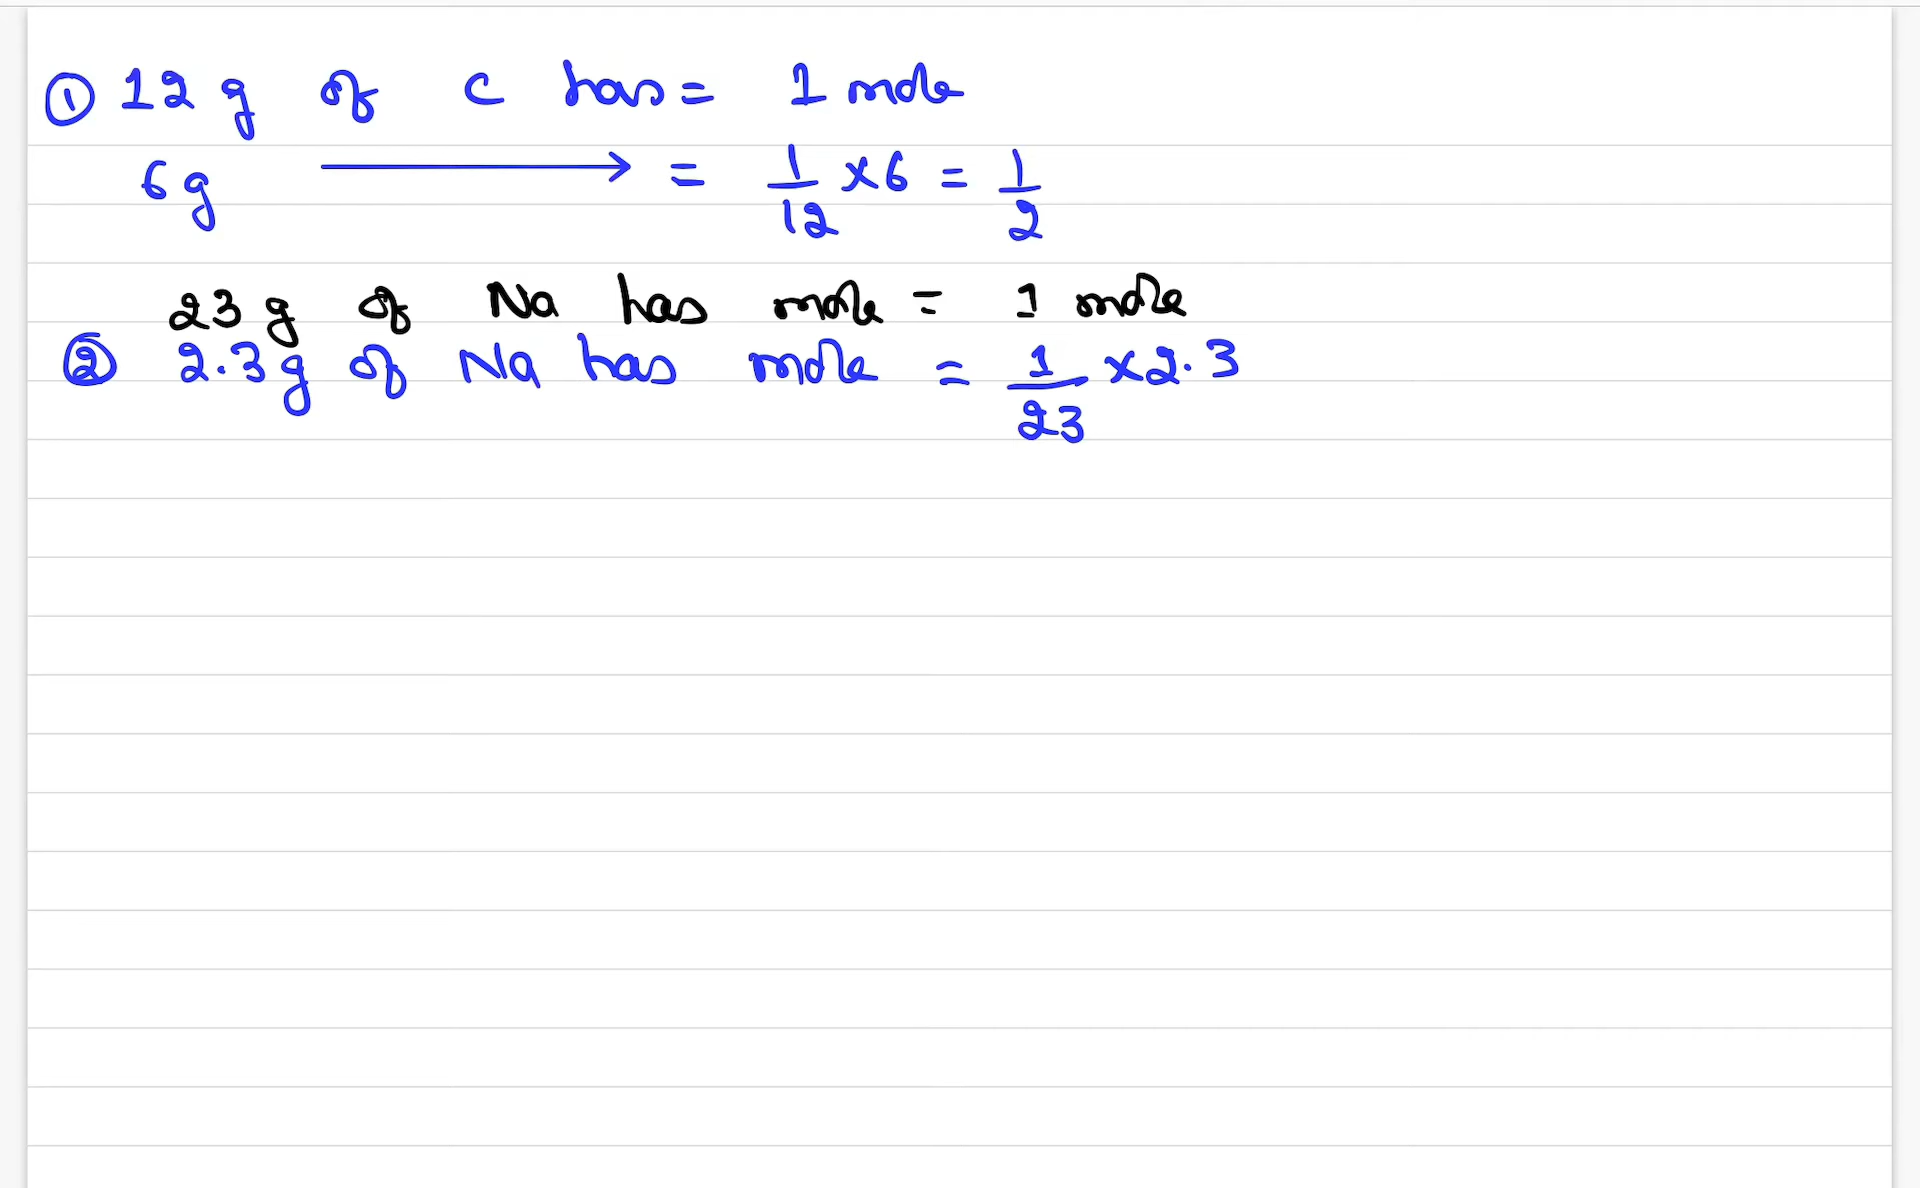 ① 12 g of C has = 1 mole
6 g ⟶ = 1/12 × 6 = 1/2
23 g of Na has mole = 1 mole
② 2.3 g of Na has mole = 1/23 × 2.3